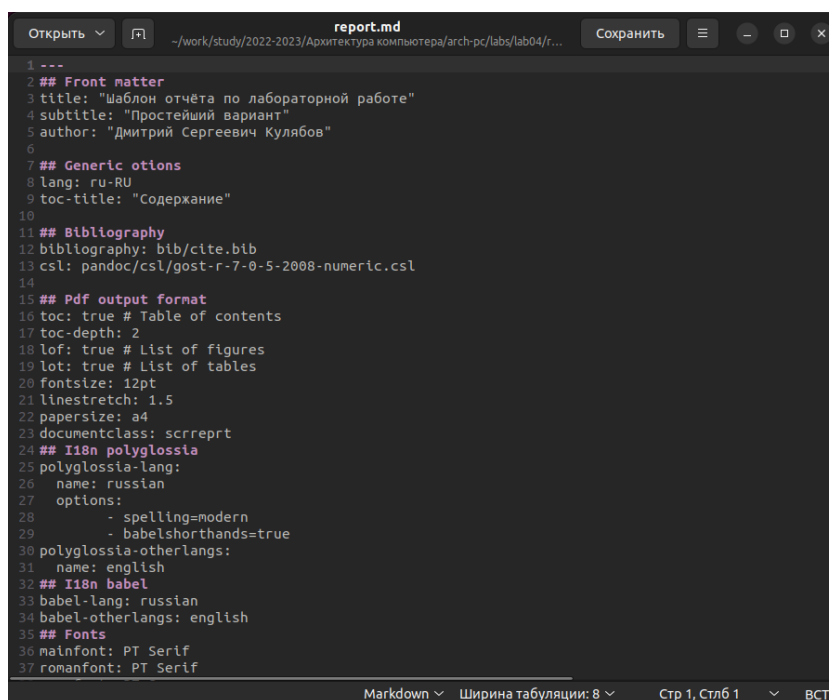 Открыть
report.md
~/work/study/2022-2023/Архитектура компьютера/arch-pc/labs/lab04/r...
Сохранить
1 ---
2 ## Front matter
3 title: "Шаблон отчёта по лабораторной работе"
4 subtitle: "Простейший вариант"
5 author: "Дмитрий Сергеевич Кулябов"
6
7 ## Generic otions
8 lang: ru-RU
9 toc-title: "Содержание"
10
11 ## Bibliography
12 bibliography: bib/cite.bib
13 csl: pandoc/csl/gost-r-7-0-5-2008-numeric.csl
14
15 ## Pdf output format
16 toc: true # Table of contents
17 toc-depth: 2
18 lof: true # List of figures
19 lot: true # List of tables
20 fontsize: 12pt
21 linestretch: 1.5
22 papersize: a4
23 documentclass: scrreprt
24 ## I18n polyglossia
25 polyglossia-lang:
26   name: russian
27   options:
28         - spelling=modern
29         - babelshorthands=true
30 polyglossia-otherlangs:
31   name: english
32 ## I18n babel
33 babel-lang: russian
34 babel-otherlangs: english
35 ## Fonts
36 mainfont: PT Serif
37 romanfont: PT Serif
Markdown Ширина табуляции: 8 Стр 1, Стлб 1 ВСТ